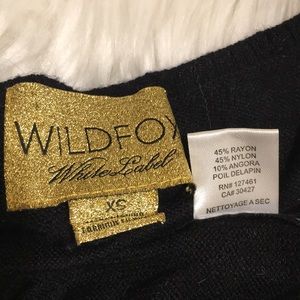 WILDFOX
White Label
XS
45% RAYON
45% NYLON
10% ANGORA
POIL DELAPIN
RN# 127461
CA# 30427
NETTOYAGE A SEC